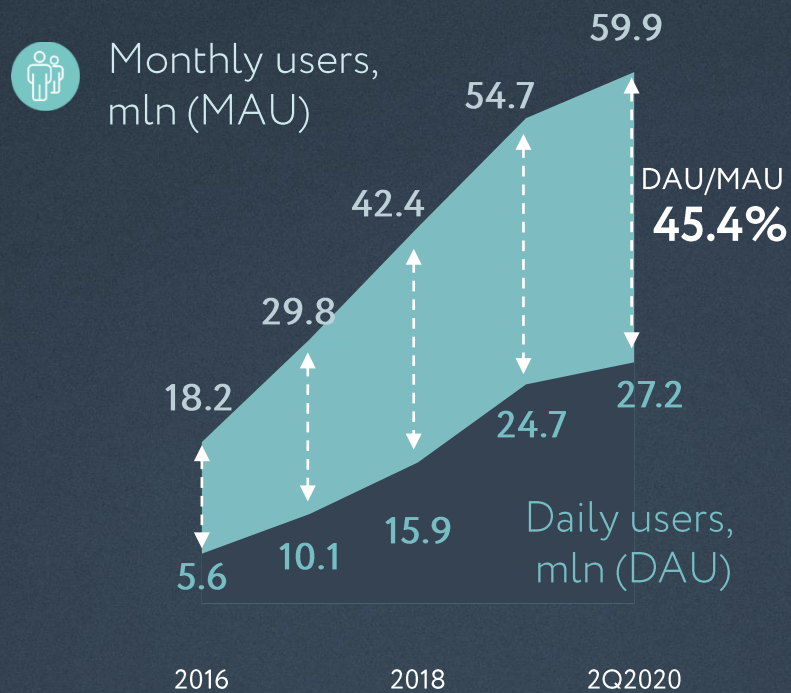 Monthly users,
mln (MAU)
59.9
54.7
DAU/MAU
45.4%
42.4
29.8
18.2
27.2
24.7
15.9
10.1
5.6
Daily users,
mln (DAU)
2016
2018
2Q2020